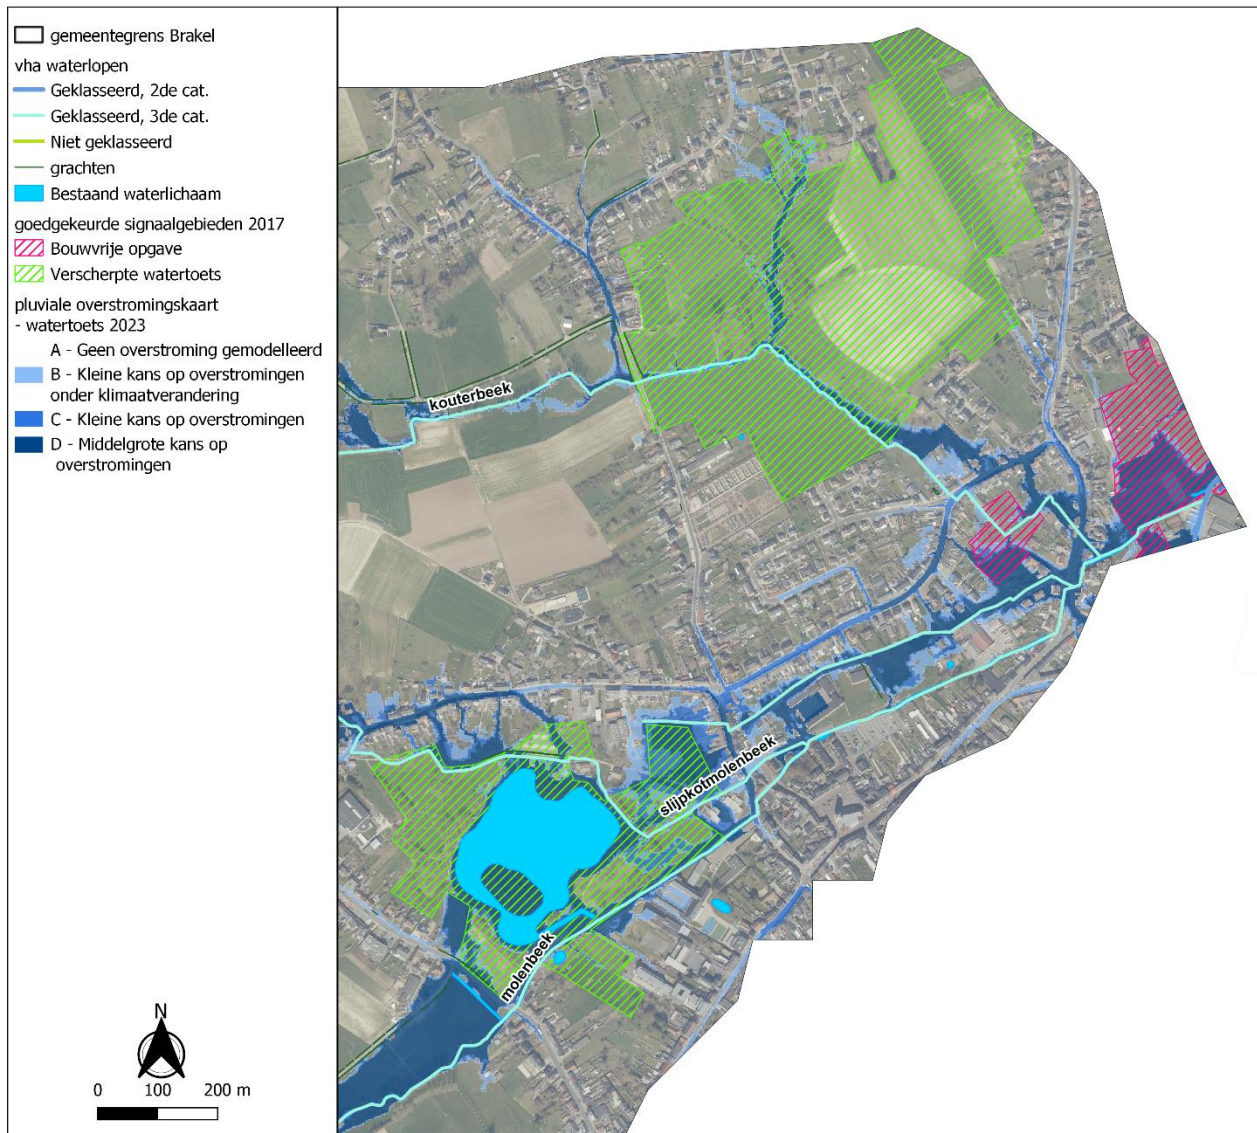 gemeentegrens Brakel
vha waterlopen
Geklasseerd, 2de cat.
Geklasseerd, 3de cat.
Niet geklasseerd
grachten
Bestaand waterlichaam
goedgekeurde signaalgebieden 2017
Bouwvrije opgave
Verscherpte watertoets
pluviale overstromingskaart
- watertoets 2023
A - Geen overstroming gemodelleerd
B - Kleine kans op overstromingen
onder klimaatverandering
C - Kleine kans op overstromingen
D - Middelgrote kans op
overstromingen
N
0 100 200 m
kouterbeek
slijpkotmolenbeek
molenbeek